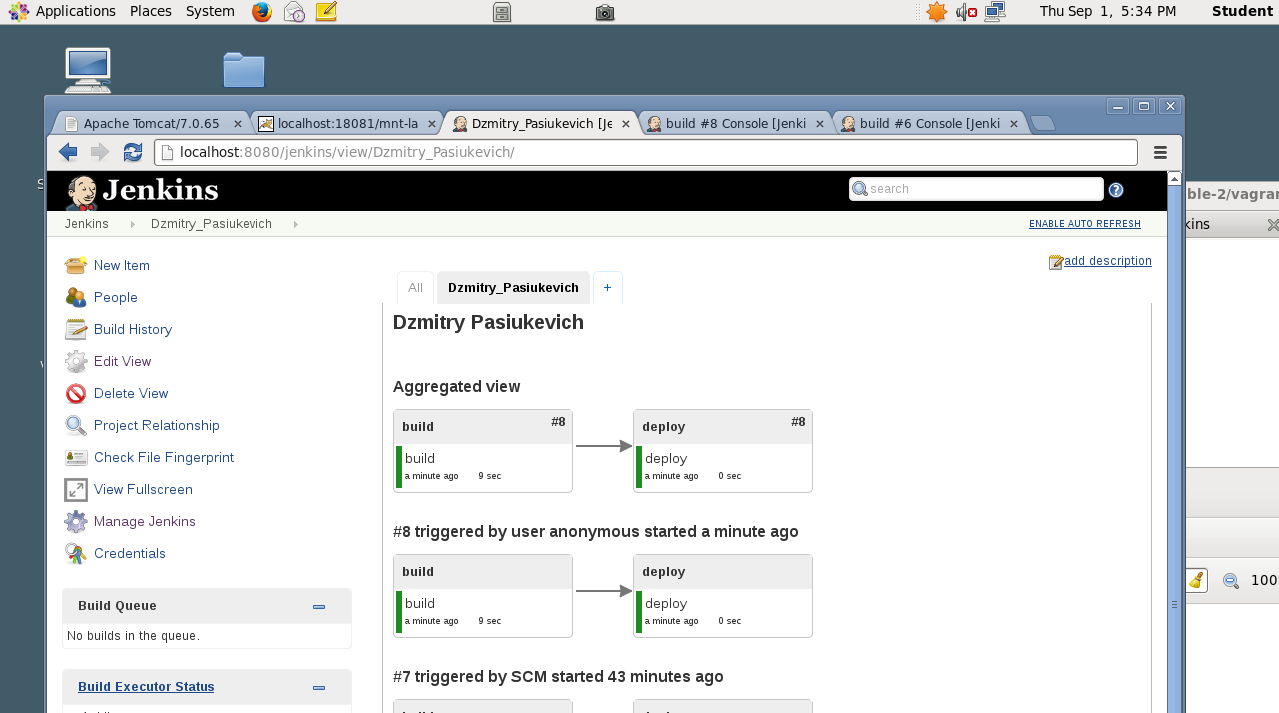 Applications Places System Thu Sep 1, 5:34 PM Student
Apache Tomcat/7.0.65 localhost:18081/mnt-la Dzmitry_Pasiukevich [Je build #8 Console [Jenki build #6 Console [Jenki
localhost:8080/jenkins/view/Dzmitry_Pasiukevich/
Jenkins search
ble-2/vagran
Jenkins Dzmitry_Pasiukevich ENABLE AUTO REFRESH
kins
add description
New Item
People
Build History
Edit View
Delete View
Project Relationship
Check File Fingerprint
View Fullscreen
Manage Jenkins
Credentials
Build Queue
No builds in the queue.
Build Executor Status
All Dzmitry_Pasiukevich +
Dzmitry Pasiukevich
Aggregated view
build #8 deploy #8
build deploy
a minute ago 9 sec a minute ago 0 sec
#8 triggered by user anonymous started a minute ago
build deploy
build deploy
a minute ago 9 sec a minute ago 0 sec
#7 triggered by SCM started 43 minutes ago
100